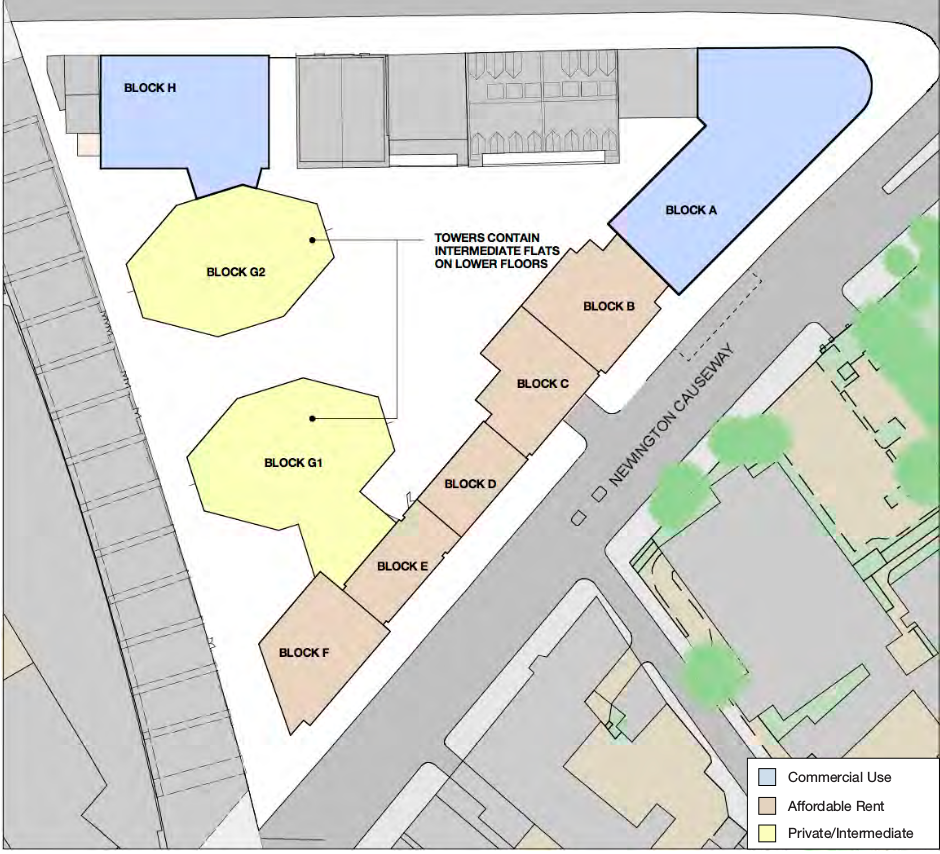 BLOCK H
BLOCK A
TOWERS CONTAIN
INTERMEDIATE FLATS
ON LOWER FLOORS
BLOCK G2
BLOCK B
BLOCK C
NEWINGTON CAUSEWAY
BLOCK G1
BLOCK D
BLOCK E
BLOCK F
Commercial Use
Affordable Rent
Private/Intermediate